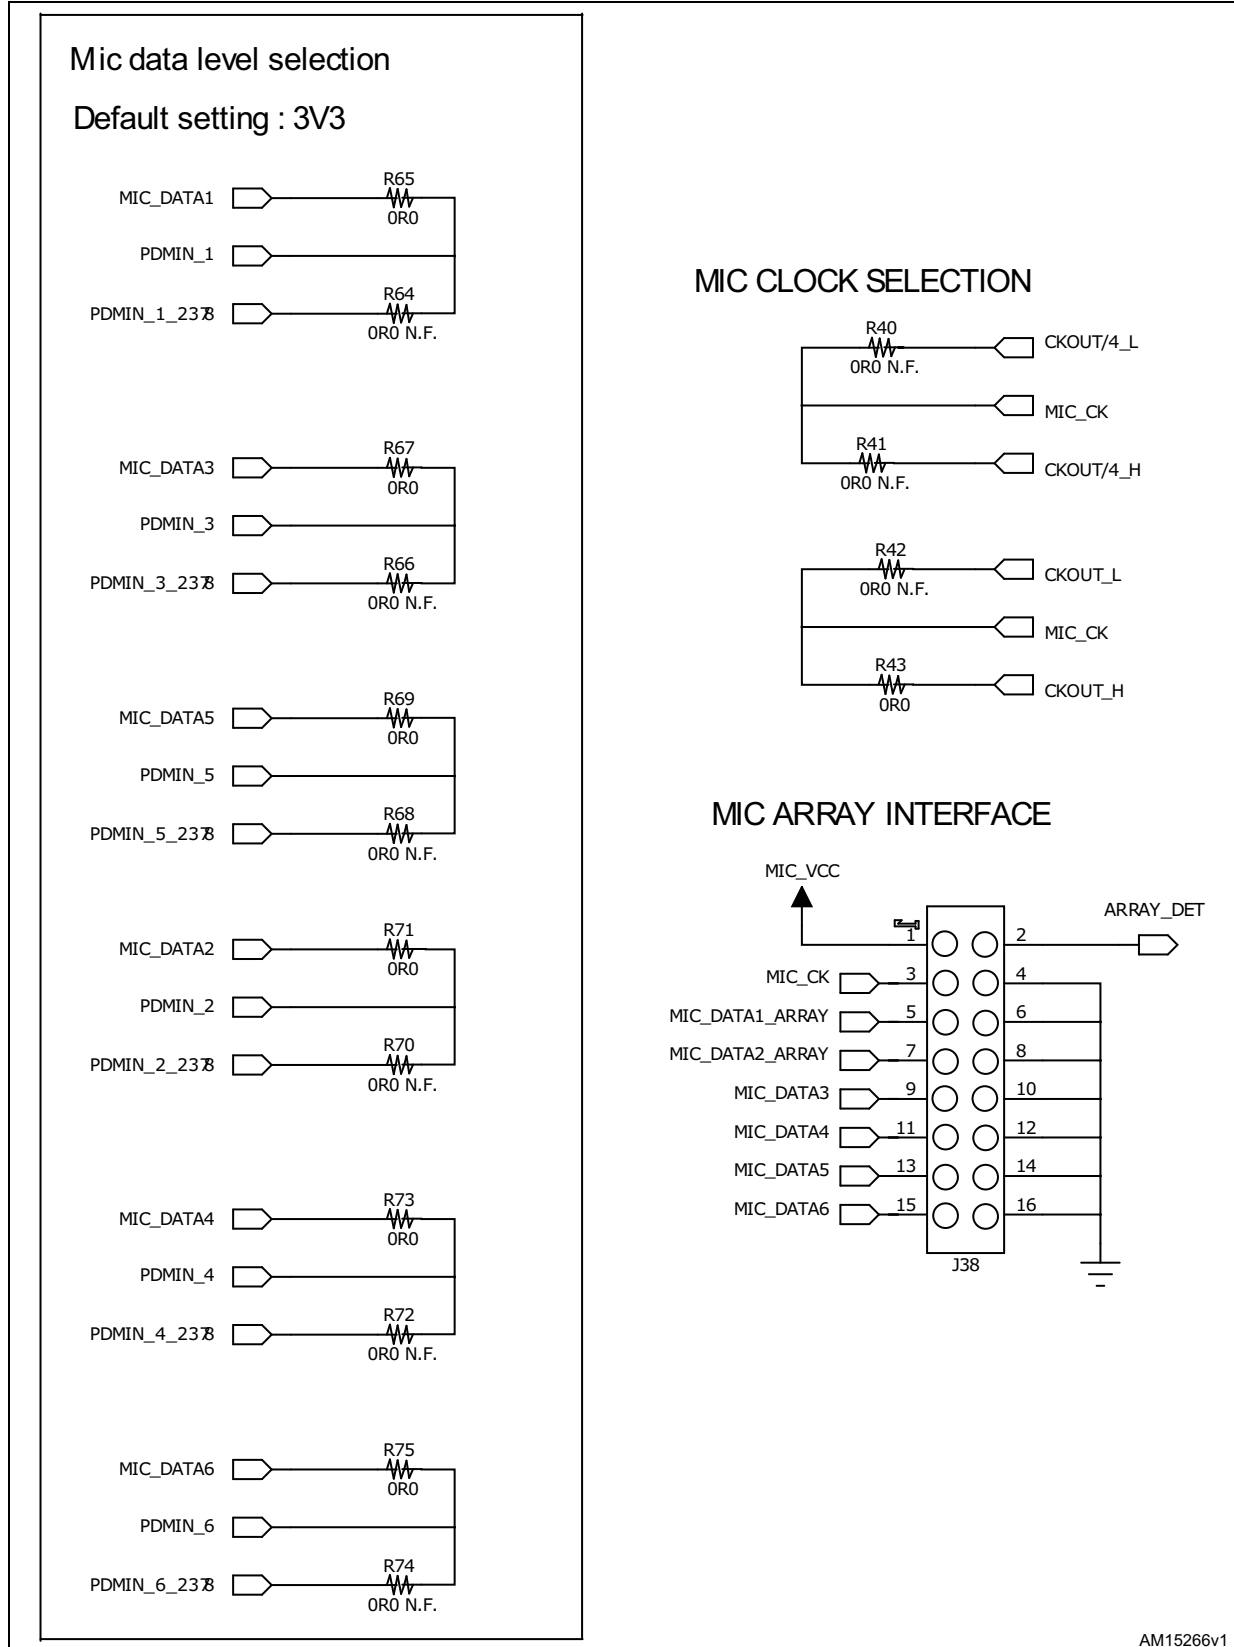 Mic data level selection
Default setting : 3V3
MIC_DATA1
R65
0R0
PDMIN_1
PDMIN_1_2378
R64
0R0 N.F.
MIC_DATA3
R67
0R0
PDMIN_3
PDMIN_3_2378
R66
0R0 N.F.
MIC_DATA5
R69
0R0
PDMIN_5
PDMIN_5_2378
R68
0R0 N.F.
MIC_DATA2
R71
0R0
PDMIN_2
PDMIN_2_2378
R70
0R0 N.F.
MIC_DATA4
R73
0R0
PDMIN_4
PDMIN_4_2378
R72
0R0 N.F.
MIC_DATA6
R75
0R0
PDMIN_6
PDMIN_6_2378
R74
0R0 N.F.
MIC CLOCK SELECTION
R40
0R0 N.F.
CKOUT/4_L
MIC_CK
R41
0R0 N.F.
CKOUT/4_H
R42
0R0 N.F.
CKOUT_L
MIC_CK
R43
0R0
CKOUT_H
MIC ARRAY INTERFACE
MIC_VCC
ARRAY_DET
1 2
MIC_CK 3 4
MIC_DATA1_ARRAY 5 6
MIC_DATA2_ARRAY 7 8
MIC_DATA3 9 10
MIC_DATA4 11 12
MIC_DATA5 13 14
MIC_DATA6 15 16
J38
AM15266v1